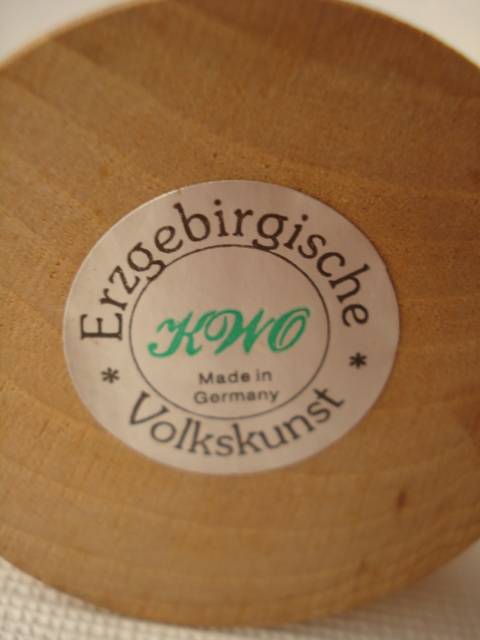 Erzgebirgische
KWO
Made in
Germany
* Volkskunst *